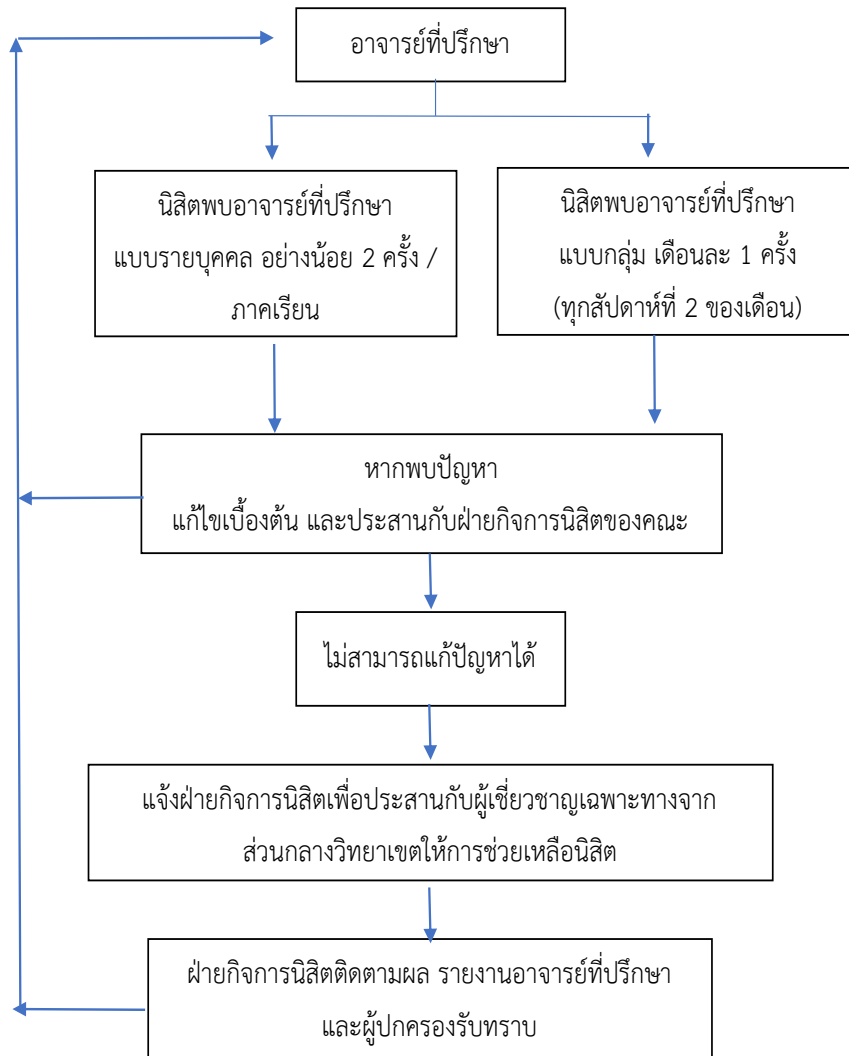 อาจารย์ที่ปรึกษา
นิสิตพบอาจารย์ที่ปรึกษา
แบบรายบุคคล อย่างน้อย 2 ครั้ง /
ภาคเรียน
นิสิตพบอาจารย์ที่ปรึกษา
แบบกลุ่ม เดือนละ 1 ครั้ง
(ทุกสัปดาห์ที่ 2 ของเดือน)
หากพบปัญหา
แก้ไขเบื้องต้น และประสานกับฝ่ายกิจการนิสิตของคณะ
ไม่สามารถแก้ปัญหาได้
แจ้งฝ่ายกิจการนิสิตเพื่อประสานกับผู้เชี่ยวชาญเฉพาะทางจาก
ส่วนกลางวิทยาเขตให้การช่วยเหลือนิสิต
ฝ่ายกิจการนิสิตติดตามผล รายงานอาจารย์ที่ปรึกษา
และผู้ปกครองรับทราบ